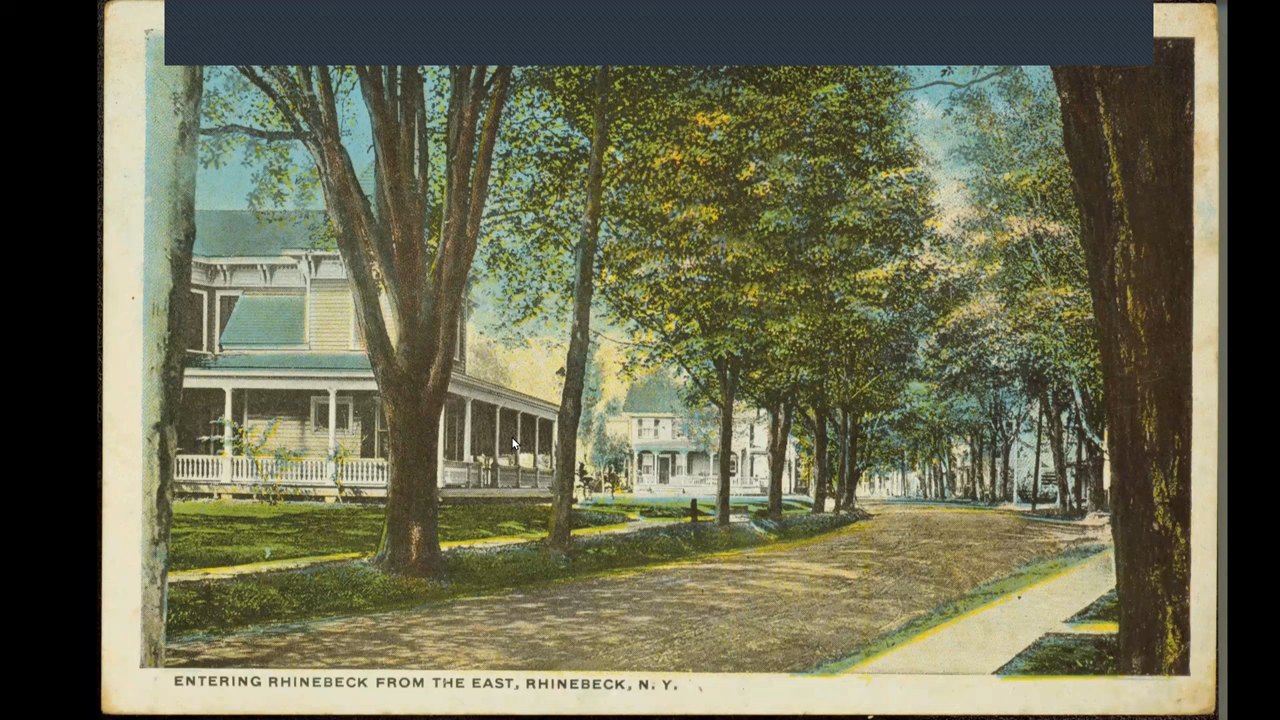 ENTERING RHINEBECK FROM THE EAST, RHINEBECK, N. Y.